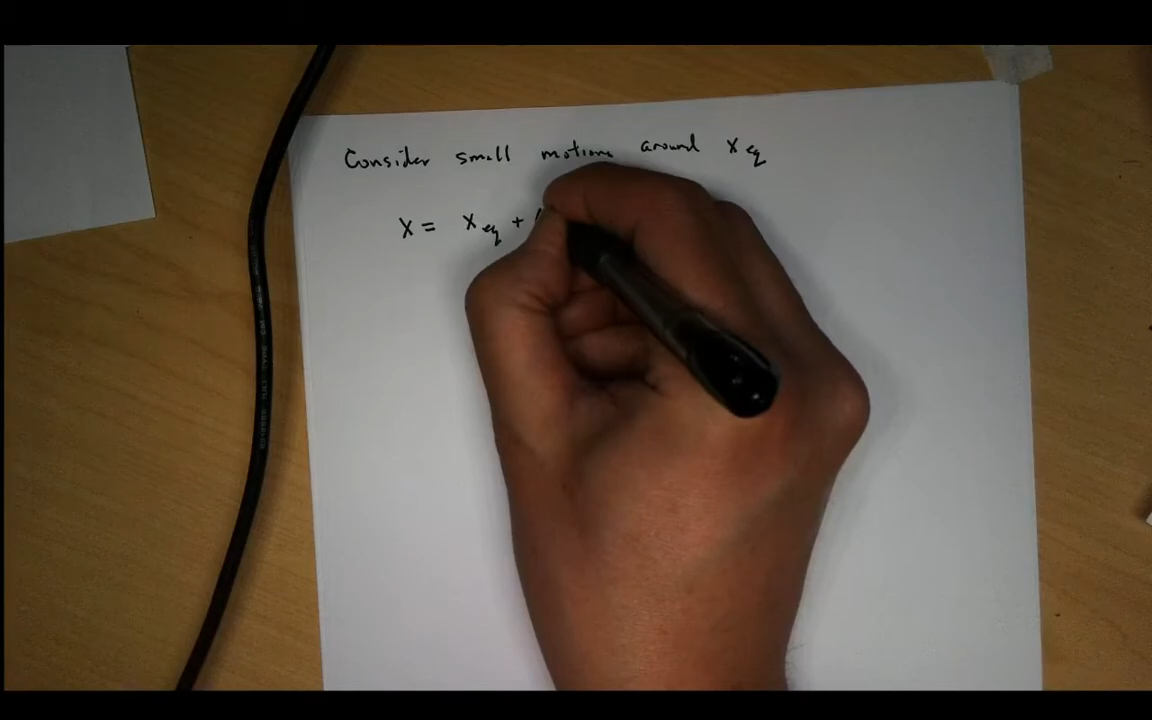 Consider small motions around x eq
x = x eq +